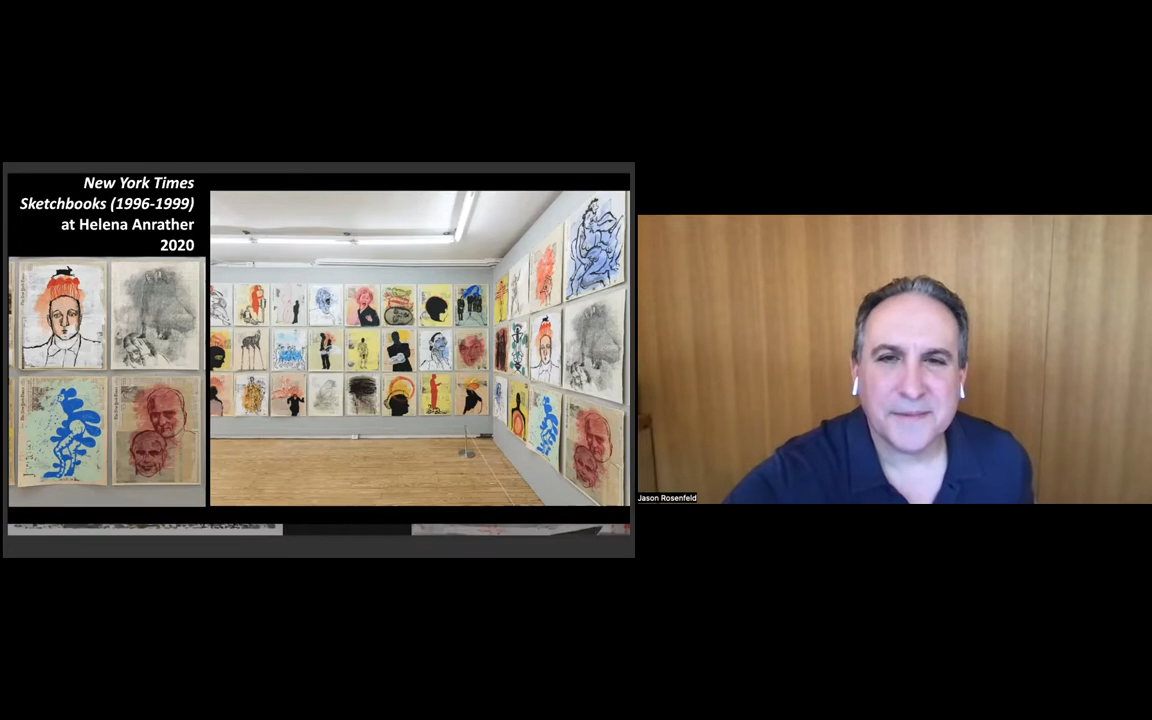 New York Times
Sketchbooks (1996-1999)
at Helena Anrather
2020
Jason Rosenfeld